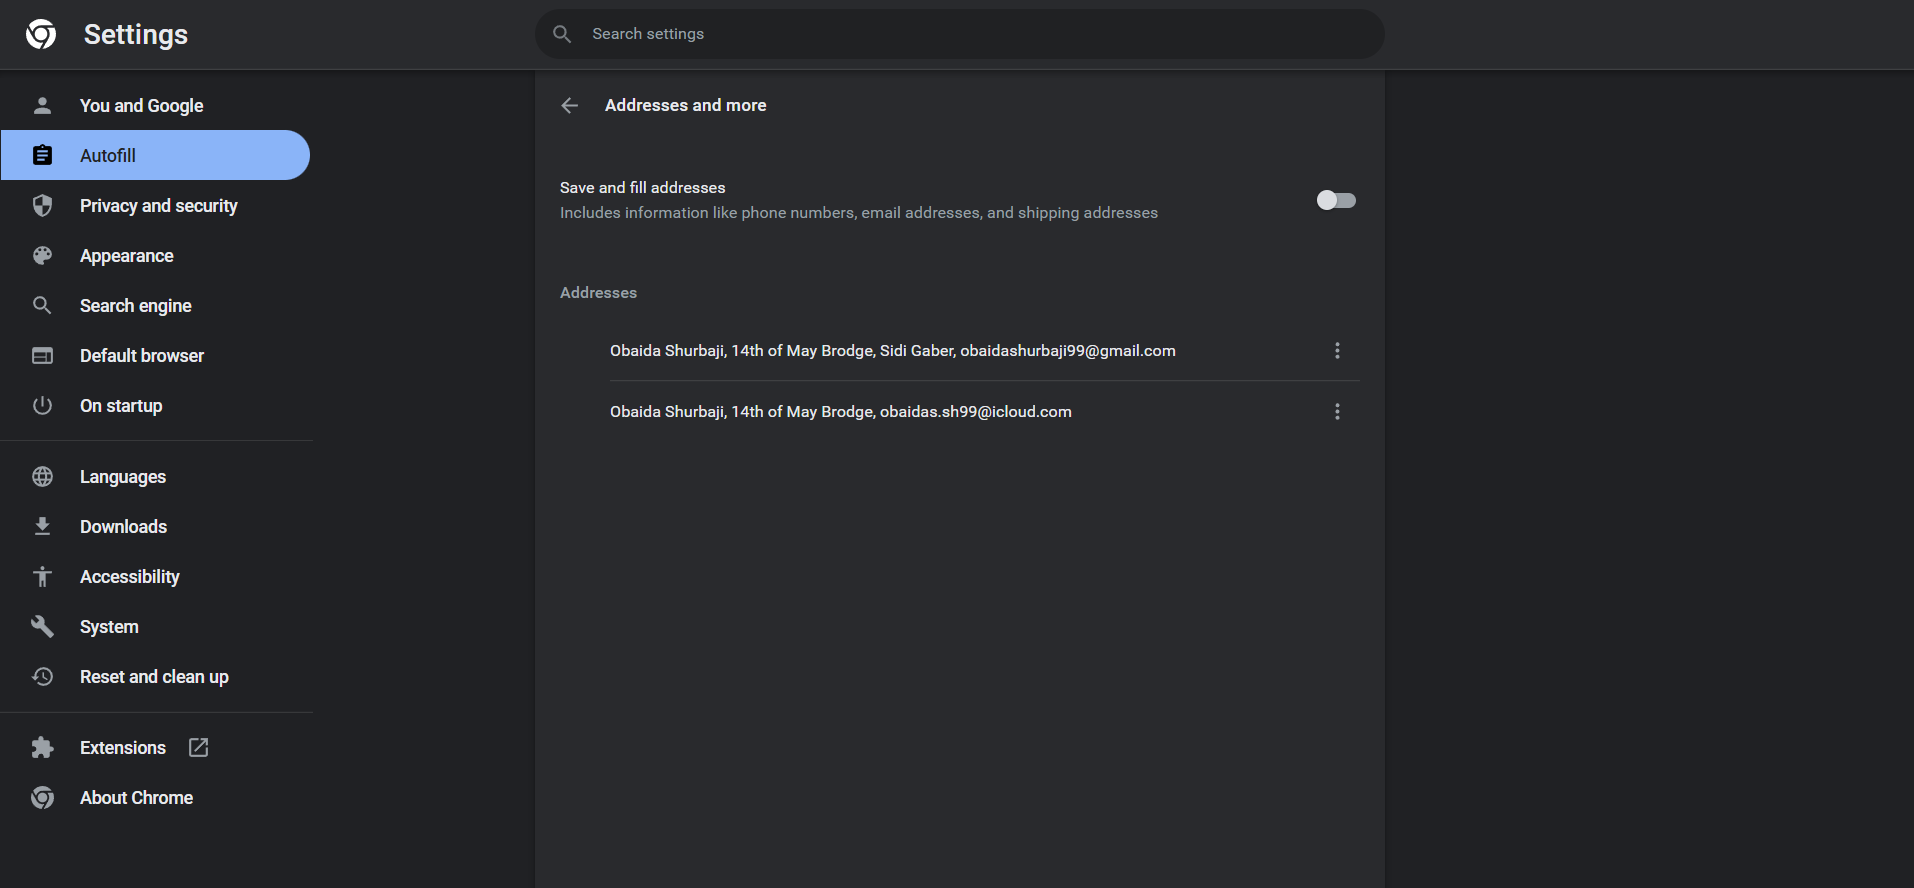 Settings
Search settings
You and Google
Autofill
Privacy and security
Appearance
Search engine
Default browser
On startup
Languages
Downloads
Accessibility
System
Reset and clean up
Extensions
About Chrome
Addresses and more
Save and fill addresses
Includes information like phone numbers, email addresses, and shipping addresses
Addresses
Obaida Shurbaji, 14th of May Brodge, Sidi Gaber, obaidashurbaji99@gmail.com
Obaida Shurbaji, 14th of May Brodge, obaidas.sh99@icloud.com